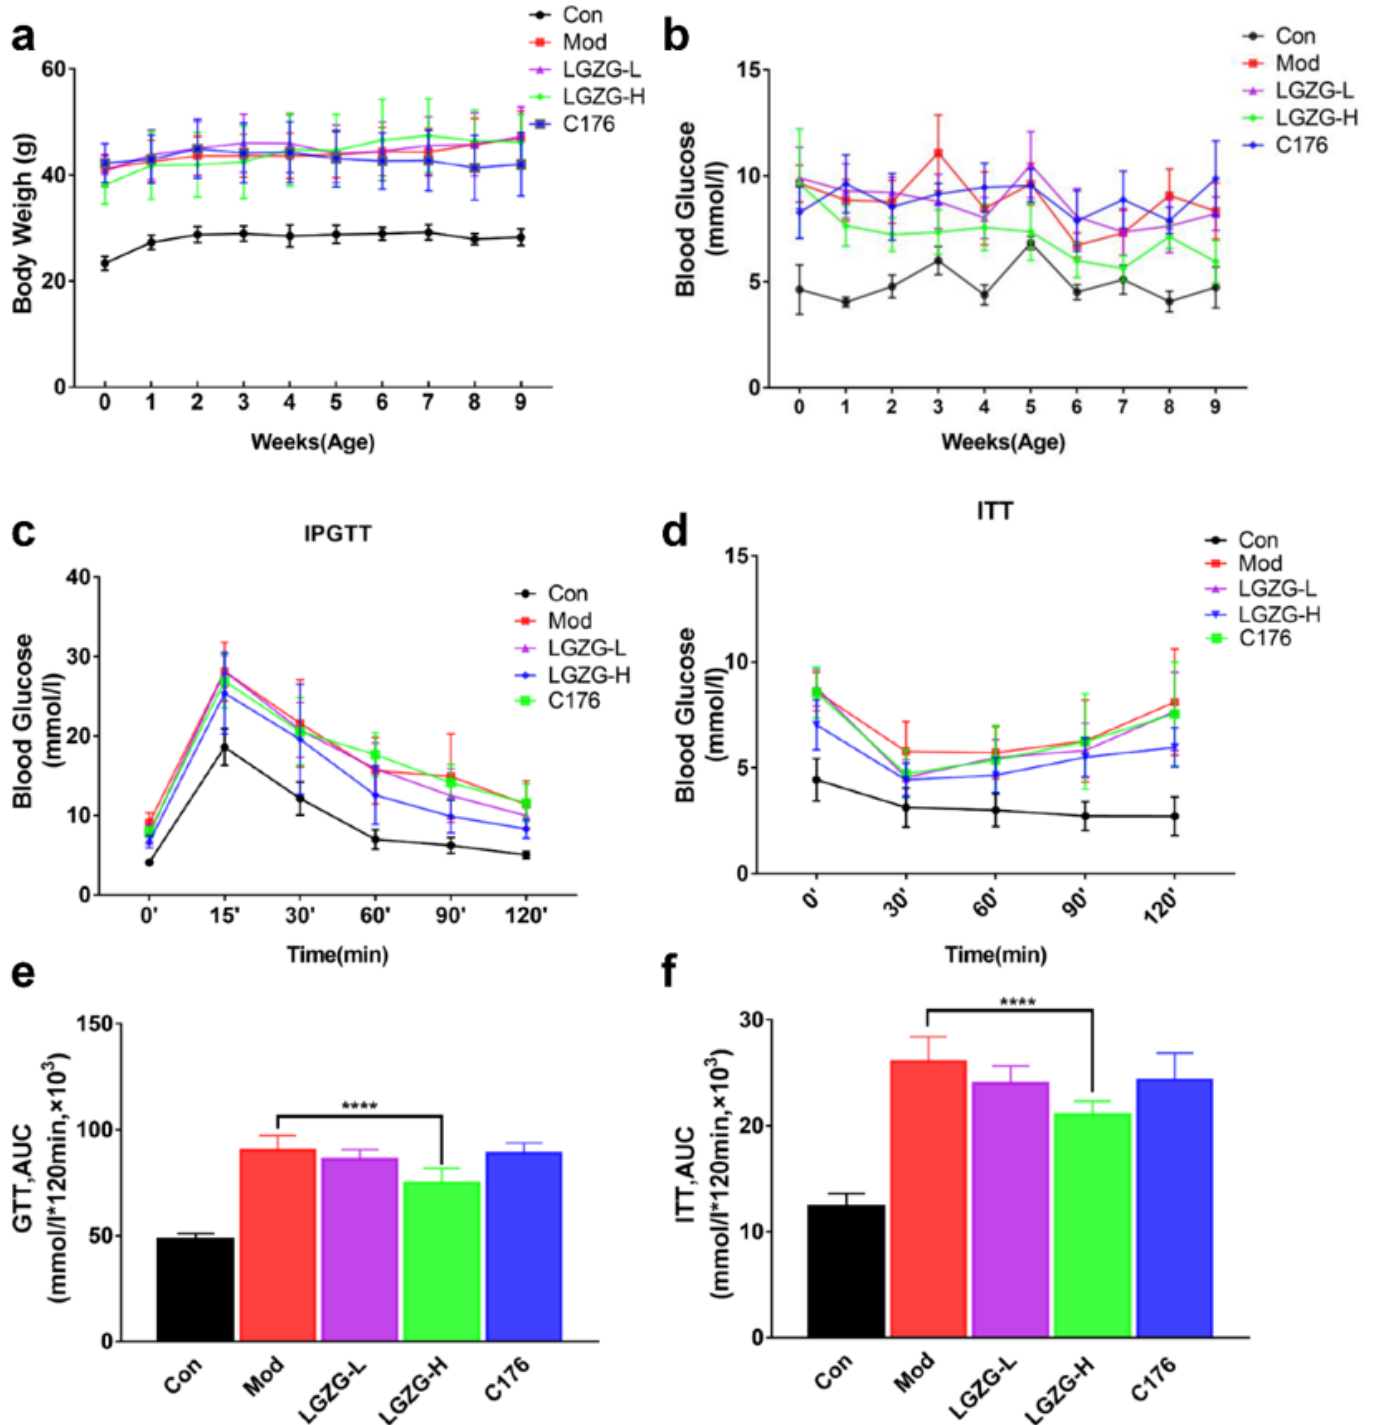 a
Con
Mod
LGZG-L
LGZG-H
C176
60
40
20
0
Body Weigh (g)
0 1 2 3 4 5 6 7 8 9
Weeks(Age)
b
Con
Mod
LGZG-L
LGZG-H
C176
15
10
5
0
Blood Glucose
(mmol/l)
0 1 2 3 4 5 6 7 8 9
Weeks(Age)
c
IPGTT
Con
Mod
LGZG-L
LGZG-H
C176
40
30
20
10
0
Blood Glucose
(mmol/l)
0' 15' 30' 60' 90' 120'
Time(min)
d
ITT
Con
Mod
LGZG-L
LGZG-H
C176
15
10
5
0
Blood Glucose
(mmol/l)
0' 30' 60' 90' 120'
Time(min)
e
150
100
50
0
GTT,AUC
(mmol/l*120min,×10³)
****
Con Mod LGZG-L LGZG-H C176
f
30
20
10
0
ITT,AUC
(mmol/l*120min,×10³)
****
Con Mod LGZG-L LGZG-H C176